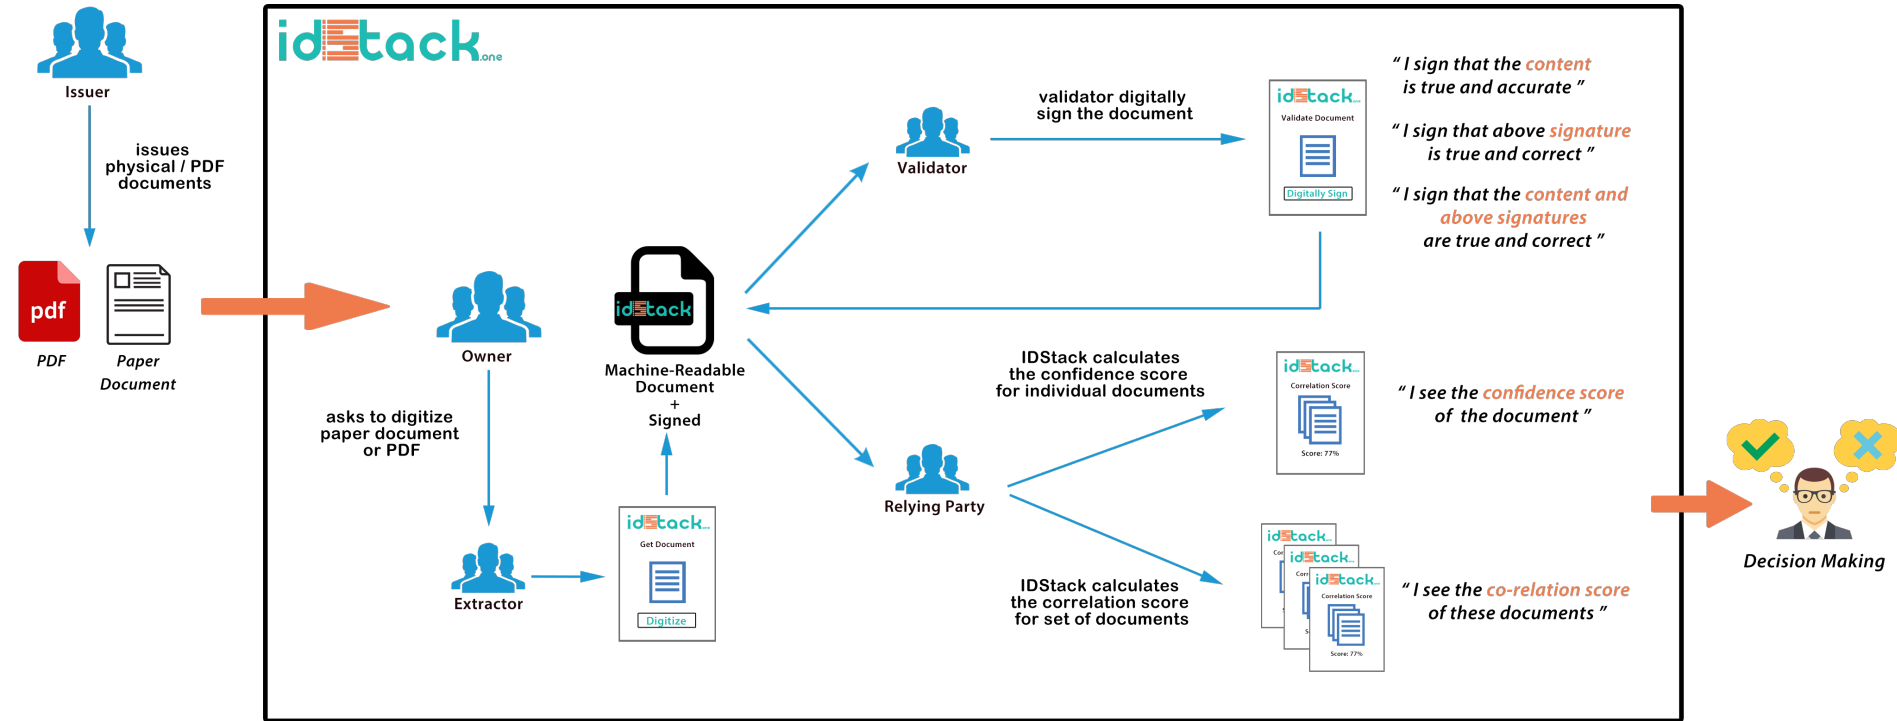 idStack.one
Issuer
issues
physical / PDF
documents
pdf
PDF
Paper
Document
Owner
asks to digitize
paper document
or PDF
Extractor
idStack.one
Get Document
Digitize
idStack
Machine-Readable
Document
+
Signed
Validator
validator digitally
sign the document
idStack.one
Validate Document
Digitally Sign
“ I sign that the content
is true and accurate ”
“ I sign that above signature
is true and correct ”
“ I sign that the content and
above signatures
are true and correct ”
Relying Party
IDStack calculates
the confidence score
for individual documents
idStack.one
Correlation Score
Score: 77%
“ I see the confidence score
of the document ”
IDStack calculates
the correlation score
for set of documents
idStack
Cor
idStack
Corr
S
idStack
Correlation Score
Score: 77%
“ I see the co-relation score
of these documents ”
Decision Making